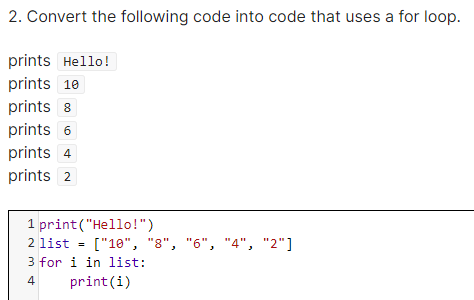 2. Convert the following code into code that uses a for loop.
prints Hello!
prints 10
prints 8
prints 6
prints 4
prints 2
1 print("Hello!")
2 list = ["10", "8", "6", "4", "2"]
3 for i in list:
4     print(i)